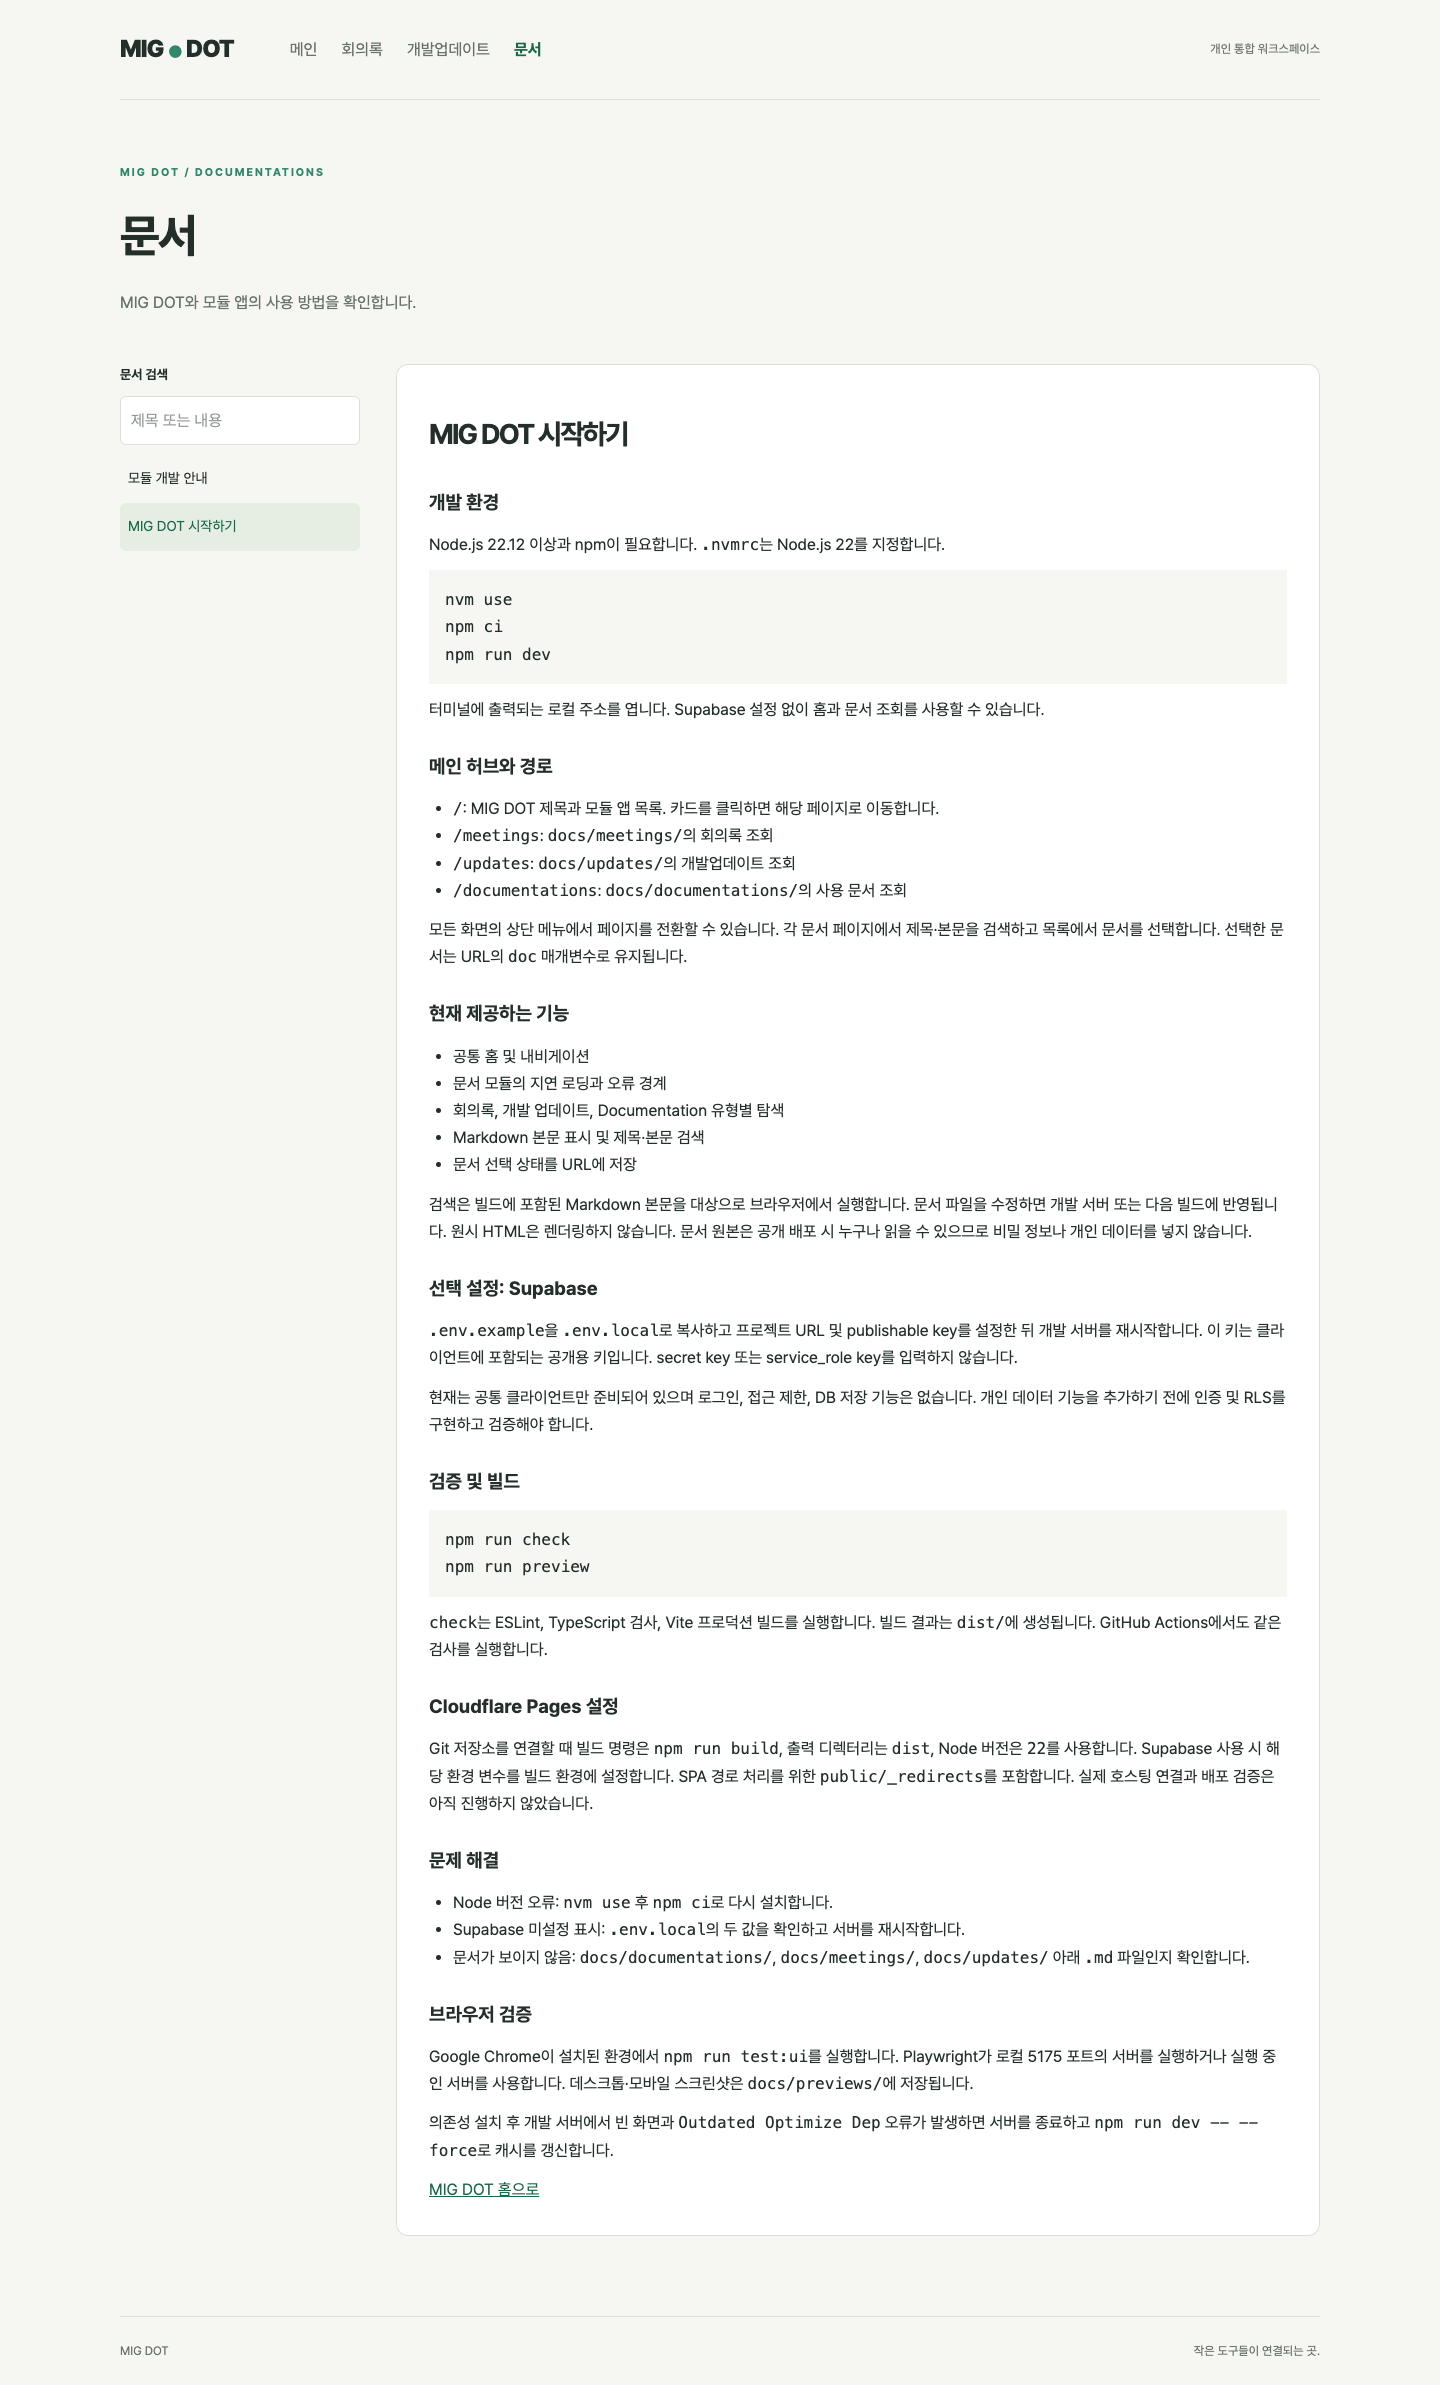 MIG DOT
메인
회의록
개발업데이트
문서
개인 통합 워크스페이스
MIG DOT / DOCUMENTATIONS
문서
MIG DOT와 모듈 앱의 사용 방법을 확인합니다.
문서 검색
제목 또는 내용
모듈 개발 안내
MIG DOT 시작하기
MIG DOT 시작하기
개발 환경
Node.js 22.12 이상과 npm이 필요합니다. .nvmrc는 Node.js 22를 지정합니다.
nvm use
npm ci
npm run dev
터미널에 출력되는 로컬 주소를 엽니다. Supabase 설정 없이 홈과 문서 조회를 사용할 수 있습니다.
메인 허브와 경로
• /: MIG DOT 제목과 모듈 앱 목록. 카드를 클릭하면 해당 페이지로 이동합니다.
• /meetings: docs/meetings/의 회의록 조회
• /updates: docs/updates/의 개발업데이트 조회
• /documentations: docs/documentations/의 사용 문서 조회
모든 화면의 상단 메뉴에서 페이지를 전환할 수 있습니다. 각 문서 페이지에서 제목·본문을 검색하고 목록에서 문서를 선택합니다. 선택한 문
서는 URL의 doc 매개변수로 유지됩니다.
현재 제공하는 기능
• 공통 홈 및 내비게이션
• 문서 모듈의 지연 로딩과 오류 경계
• 회의록, 개발 업데이트, Documentation 유형별 탐색
• Markdown 본문 표시 및 제목·본문 검색
• 문서 선택 상태를 URL에 저장
검색은 빌드에 포함된 Markdown 본문을 대상으로 브라우저에서 실행합니다. 문서 파일을 수정하면 개발 서버 또는 다음 빌드에 반영됩니
다. 원시 HTML은 렌더링하지 않습니다. 문서 원본은 공개 배포 시 누구나 읽을 수 있으므로 비밀 정보나 개인 데이터를 넣지 않습니다.
선택 설정: Supabase
.env.example을 .env.local로 복사하고 프로젝트 URL 및 publishable key를 설정한 뒤 개발 서버를 재시작합니다. 이 키는 클라
이언트에 포함되는 공개용 키입니다. secret key 또는 service_role key를 입력하지 않습니다.
현재는 공통 클라이언트만 준비되어 있으며 로그인, 접근 제한, DB 저장 기능은 없습니다. 개인 데이터 기능을 추가하기 전에 인증 및 RLS를
구현하고 검증해야 합니다.
검증 및 빌드
npm run check
npm run preview
check는 ESLint, TypeScript 검사, Vite 프로덕션 빌드를 실행합니다. 빌드 결과는 dist/에 생성됩니다. GitHub Actions에서도 같은
검사를 실행합니다.
Cloudflare Pages 설정
Git 저장소를 연결할 때 빌드 명령은 npm run build, 출력 디렉터리는 dist, Node 버전은 22를 사용합니다. Supabase 사용 시 해
당 환경 변수를 빌드 환경에 설정합니다. SPA 경로 처리를 위한 public/_redirects를 포함합니다. 실제 호스팅 연결과 배포 검증은
아직 진행하지 않았습니다.
문제 해결
• Node 버전 오류: nvm use 후 npm ci로 다시 설치합니다.
• Supabase 미설정 표시: .env.local의 두 값을 확인하고 서버를 재시작합니다.
• 문서가 보이지 않음: docs/documentations/, docs/meetings/, docs/updates/ 아래 .md 파일인지 확인합니다.
브라우저 검증
Google Chrome이 설치된 환경에서 npm run test:ui를 실행합니다. Playwright가 로컬 5175 포트의 서버를 실행하거나 실행 중
인 서버를 사용합니다. 데스크톱·모바일 스크린샷은 docs/previews/에 저장됩니다.
의존성 설치 후 개발 서버에서 빈 화면과 Outdated Optimize Dep 오류가 발생하면 서버를 종료하고 npm run dev -- --
force로 캐시를 갱신합니다.
MIG DOT 홈으로
MIG DOT
작은 도구들이 연결되는 곳.